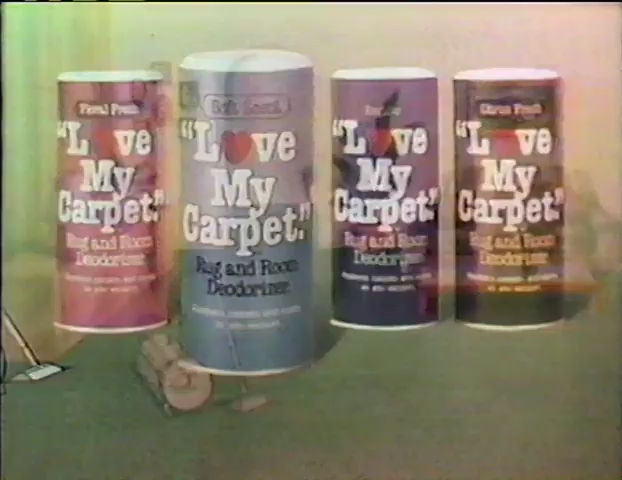 Floral Fresh
"Love
My
Carpet."
Rug and Room
Deodorizer
Soft Scent
"Love
My
Carpet."
Rug and Room
Deodorizer
"Love
My
Carpet."
Rug and Room
Deodorizer
Citrus Fresh
"Love
My
Carpet."
Rug and Room
Deodorizer